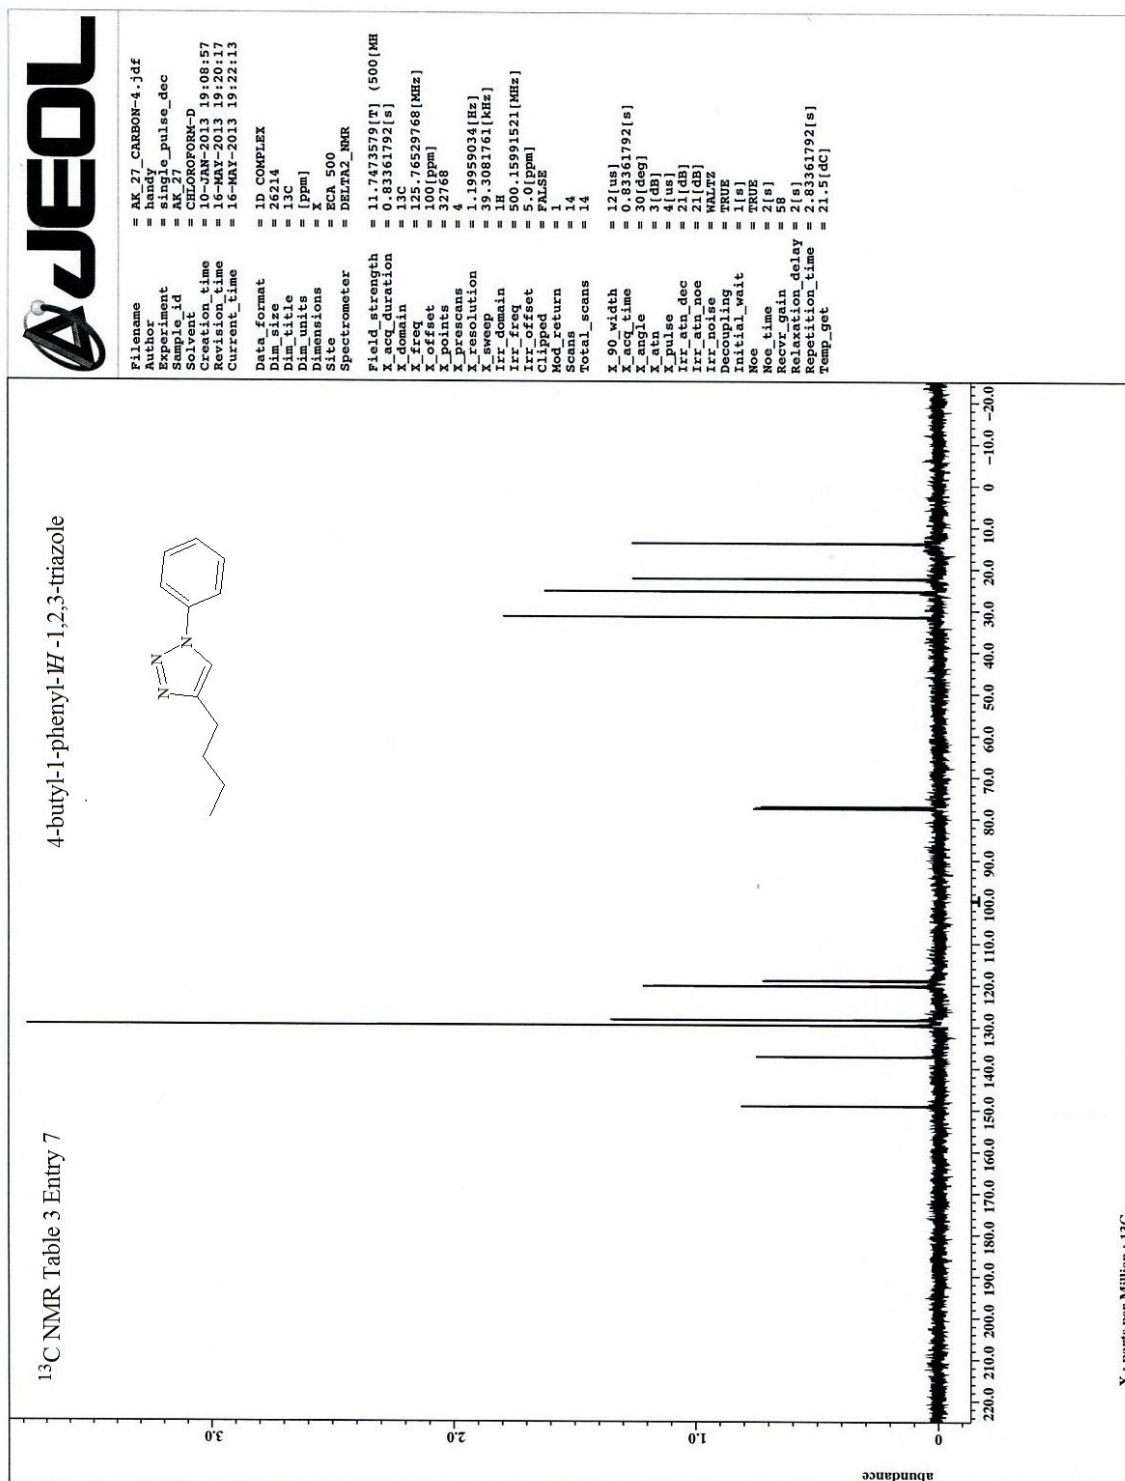 JEOL
Filename = AK_27_CARBON-4.jdf
Author = handy
Experiment = single_pulse_dec
Sample_id = AK_27
Solvent = CHLOROFORM-D
Creation_time = 10-JAN-2013 19:08:57
Revision_time = 16-MAY-2013 19:20:17
Current_time = 16-MAY-2013 19:22:13
Data_format = 1D COMPLEX
Dim_size = 26214
Dim_title = 13C
Dim_units = [ppm]
Dimensions = X
Site = ECA 500
Spectrometer = DELTA2_NMR
Field_strength = 11.7473579[T] (500[MH
X_acq_duration = 0.83361792[s]
X_domain = 13C
X_freq = 125.76529768[MHz]
X_offset = 100[ppm]
X_points = 32768
X_prescans = 4
X_resolution = 1.19959034[Hz]
X_sweep = 39.3081761[kHz]
Irr_domain = 1H
Irr_freq = 500.15991521[MHz]
Irr_offset = 5.0[ppm]
Clipped = FALSE
Mod_return = 1
Scans = 14
Total_scans = 14
X_90_width = 12[us]
X_acq_time = 0.83361792[s]
X_angle = 30[deg]
X_atn = 3[dB]
X_pulse = 4[us]
Irr_atn_dec = 21[dB]
Irr_atn_noe = 21[dB]
Irr_noise = WALTZ
Decoupling = TRUE
Initial_wait = 1[s]
Noe = TRUE
Noe_time = 2[s]
Recvr_gain = 58
Relaxation_delay = 2[s]
Repetition_time = 2.83361792[s]
Temp_get = 21.5[dC]
¹³C NMR Table 3 Entry 7
4-butyl-1-phenyl-1H -1,2,3-triazole
N N N
3.0
2.0
1.0
0
abundance
220.0 210.0 200.0 190.0 180.0 170.0 160.0 150.0 140.0 130.0 120.0 110.0 100.0 90.0 80.0 70.0 60.0 50.0 40.0 30.0 20.0 10.0 0 -10.0 -20.0
X : parts per Million : 13C